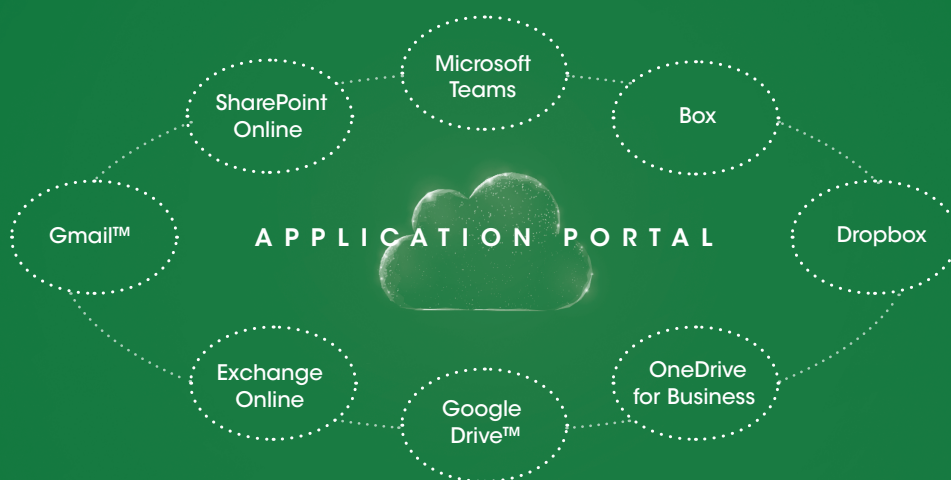 Microsoft
Teams
SharePoint
Online
Box
Gmail™
APPLICATION PORTAL
Dropbox
Exchange
Online
Google
Drive™
OneDrive
for Business